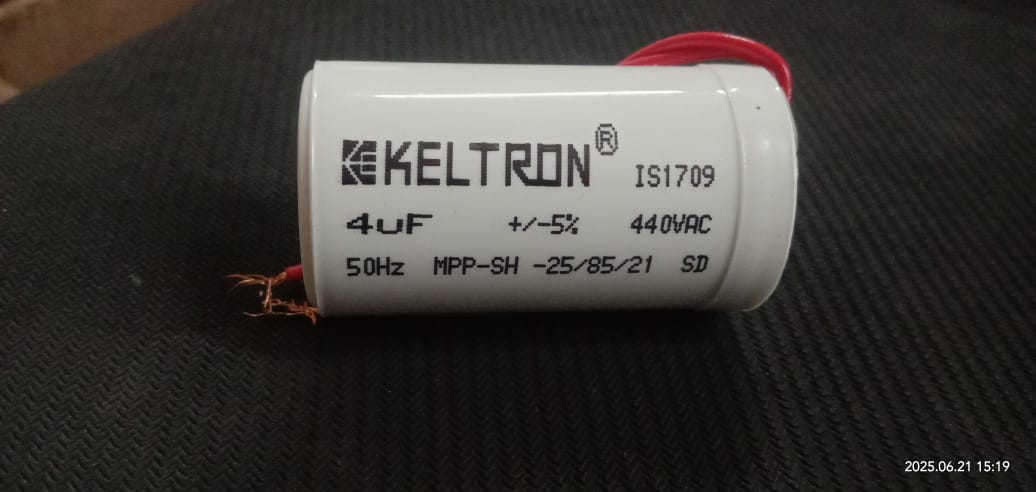 KELTRON® IS1709
4uF +/-5% 440VAC
50Hz MPP-SH -25/85/21 SD
2025.06.21 15:19